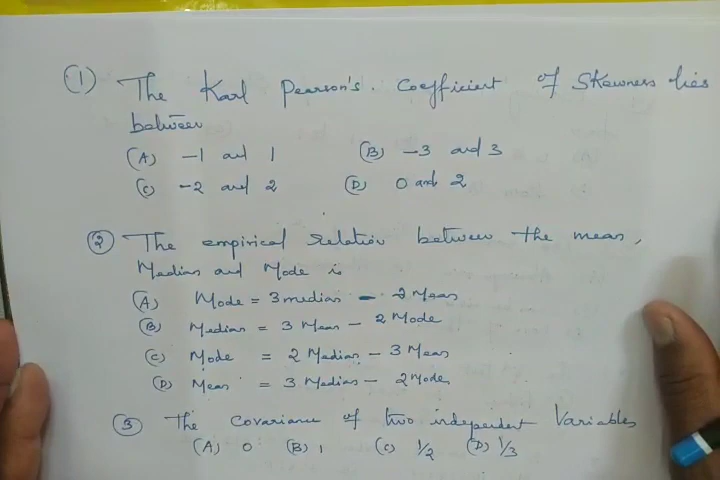 (1) The Karl Pearson's. coefficient of Skewness lies
between
(A) -1 and 1 (B) -3 and 3
(C) -2 and 2 (D) 0 and 2
(2) The empirical relation between the mean,
Median and Mode is
(A) Mode = 3 median - 2 Mean
(B) Median = 3 Mean - 2 Mode
(C) Mode = 2 Median - 3 Mean
(D) Mean = 3 Median - 2 Mode
(3) The covariance of two independent Variables
(A) 0 (B) 1 (C) 1/2 (D) 1/3